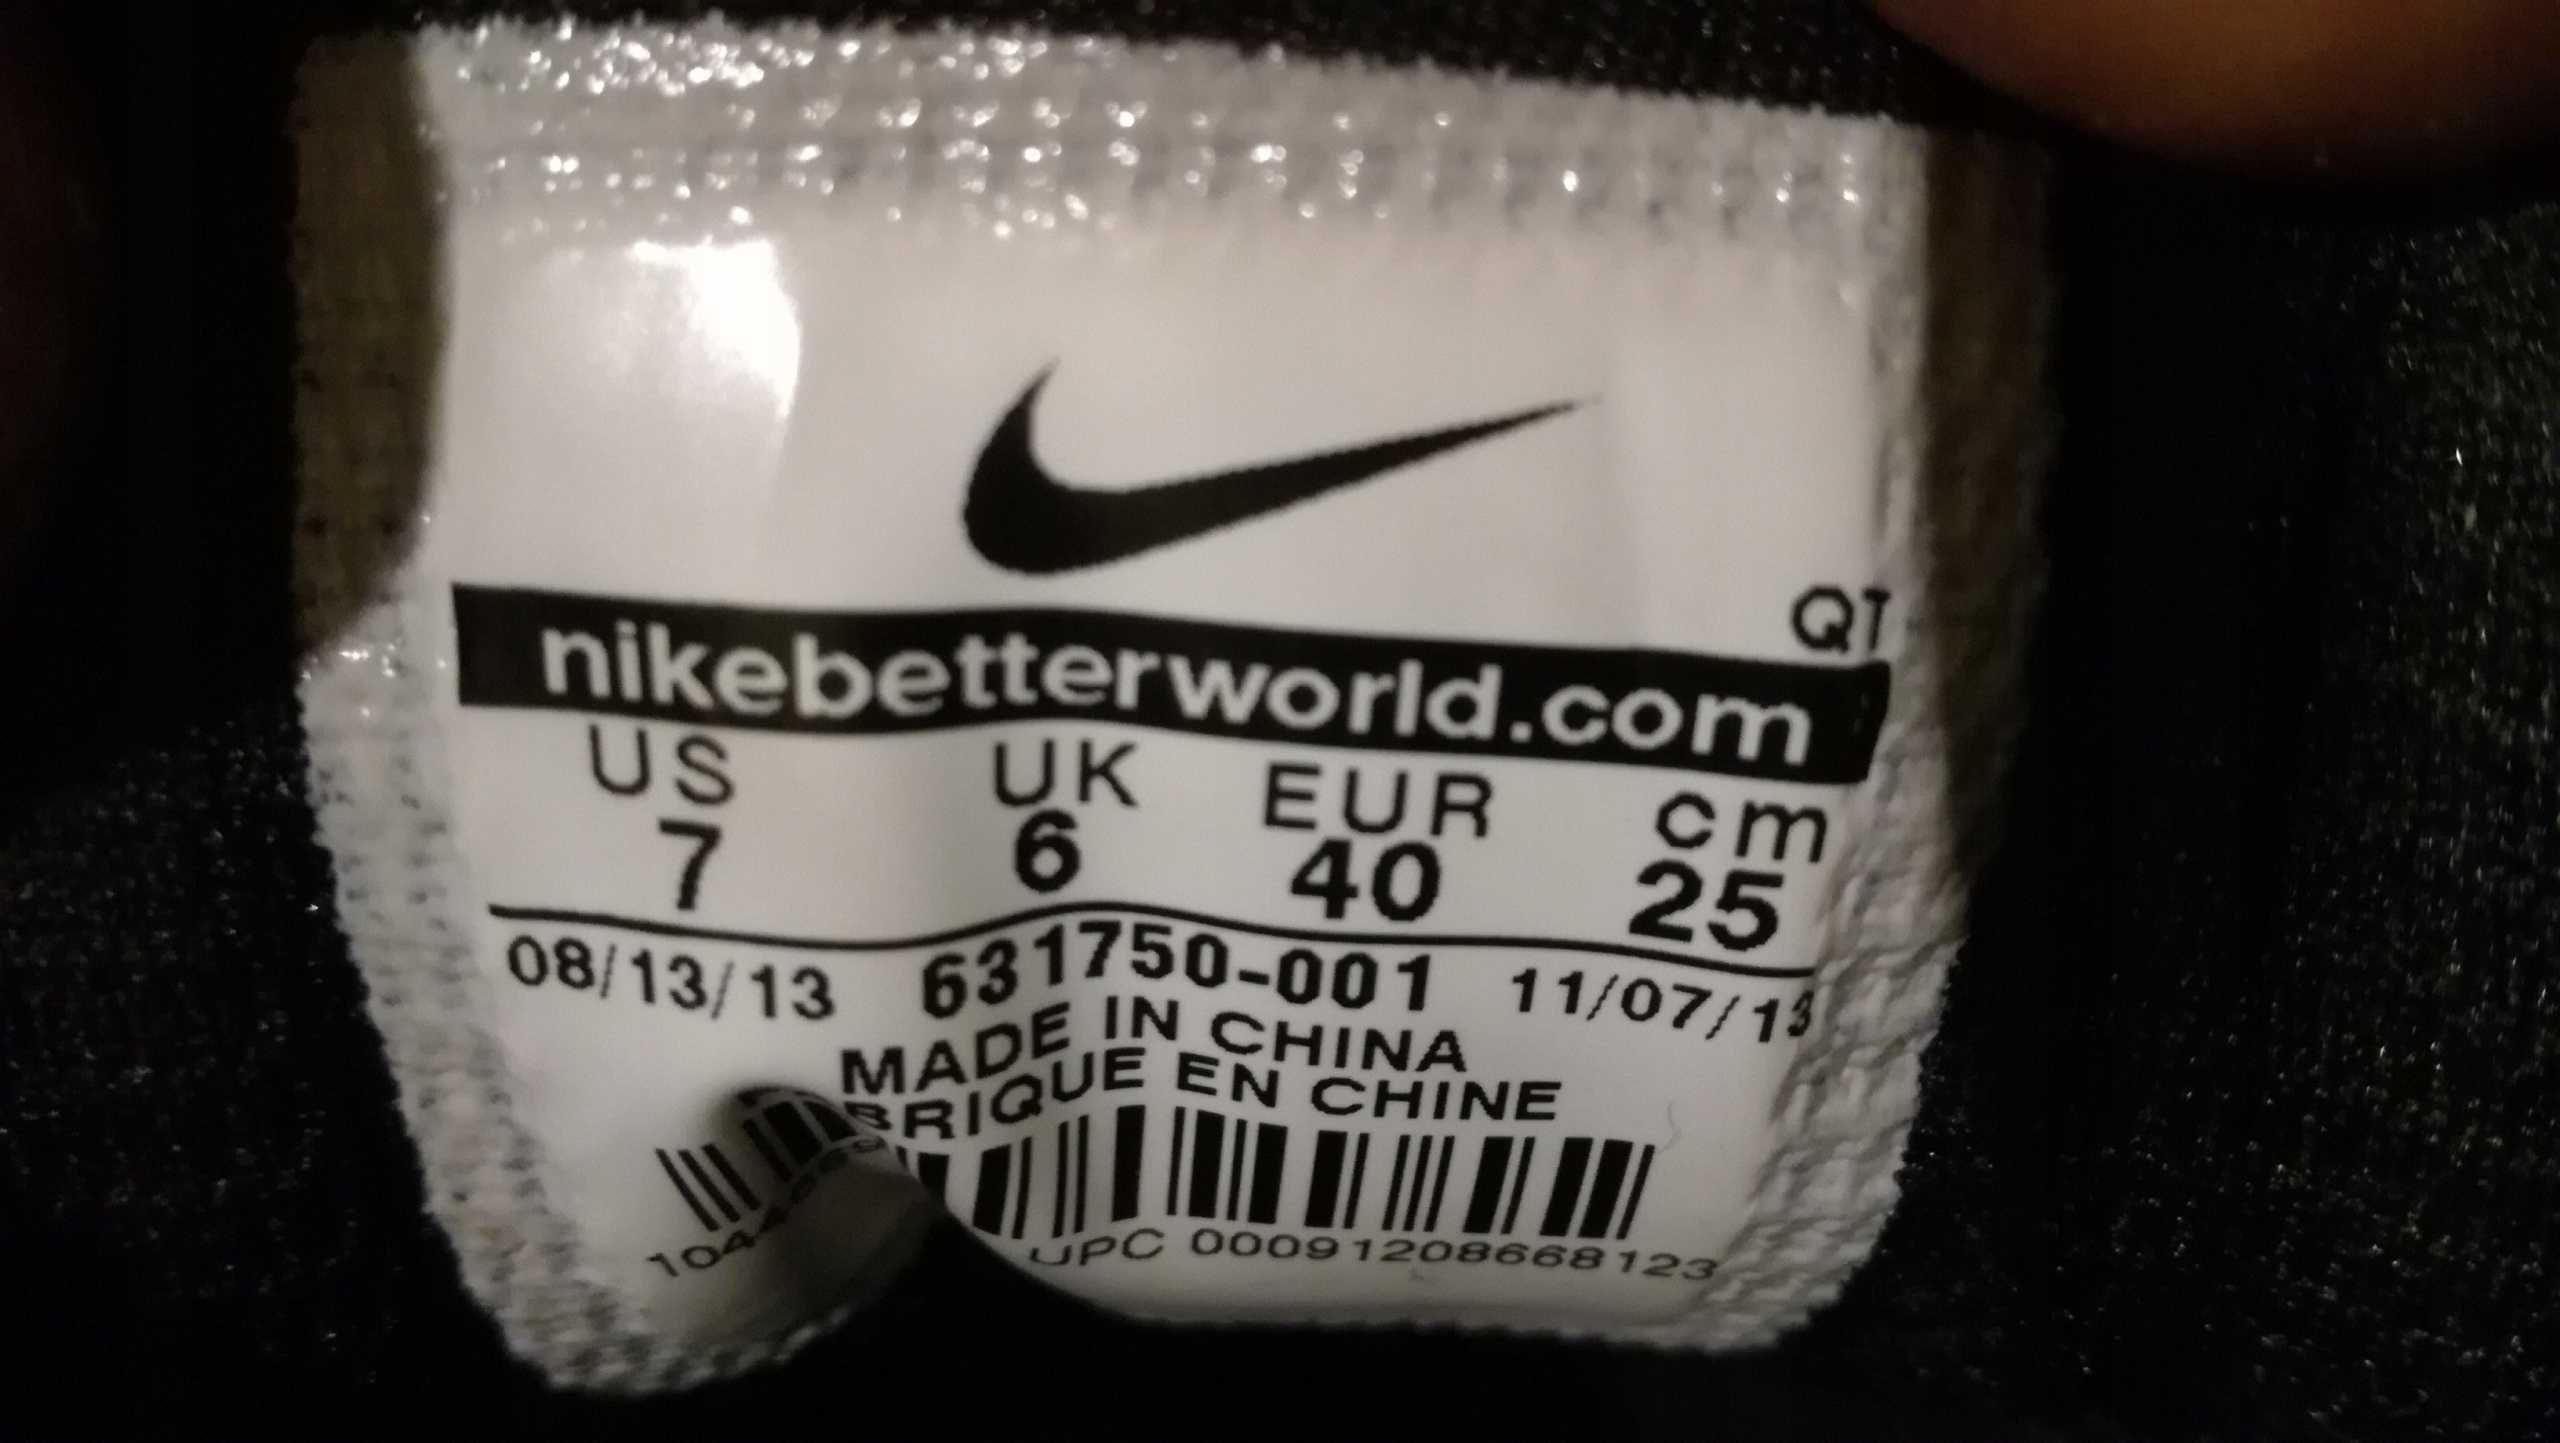 QT
nikebetterworld.com
US UK EUR cm
7 6 40 25
08/13/13 631750-001 11/07/13
MADE IN CHINA
BRIQUE EN CHINE
UPC 00091208668123